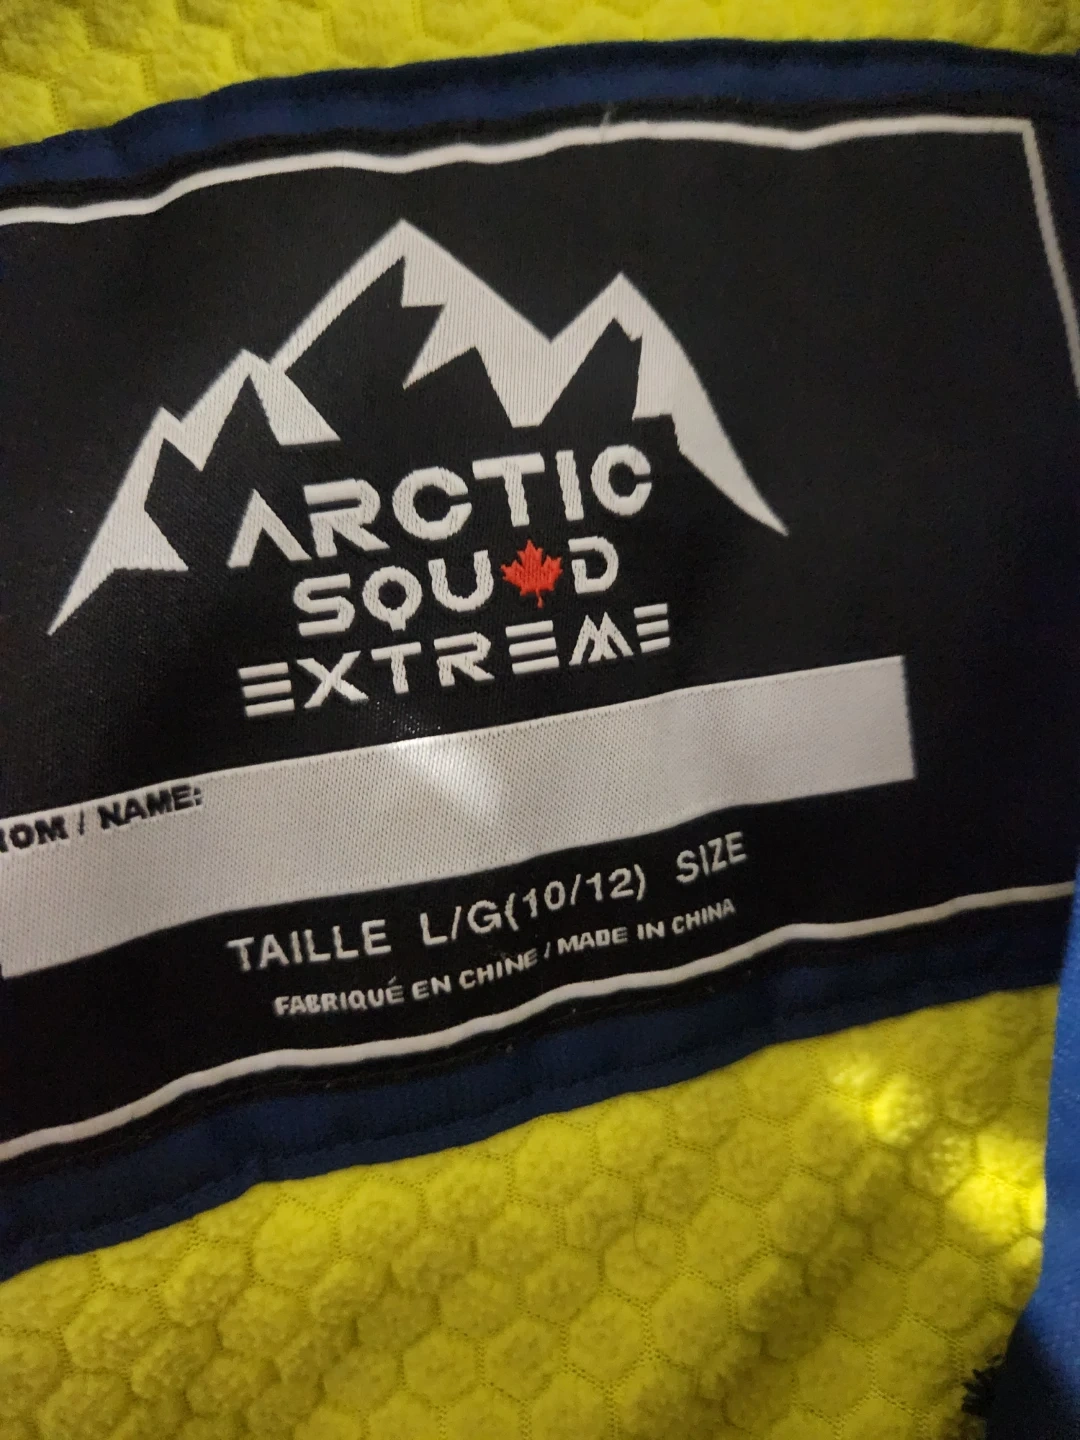 ARCTIC
SQUAD
EXTREME
NOM / NAME:
TAILLE L/G(10/12) SIZE
FABRIQUÉ EN CHINE / MADE IN CHINA